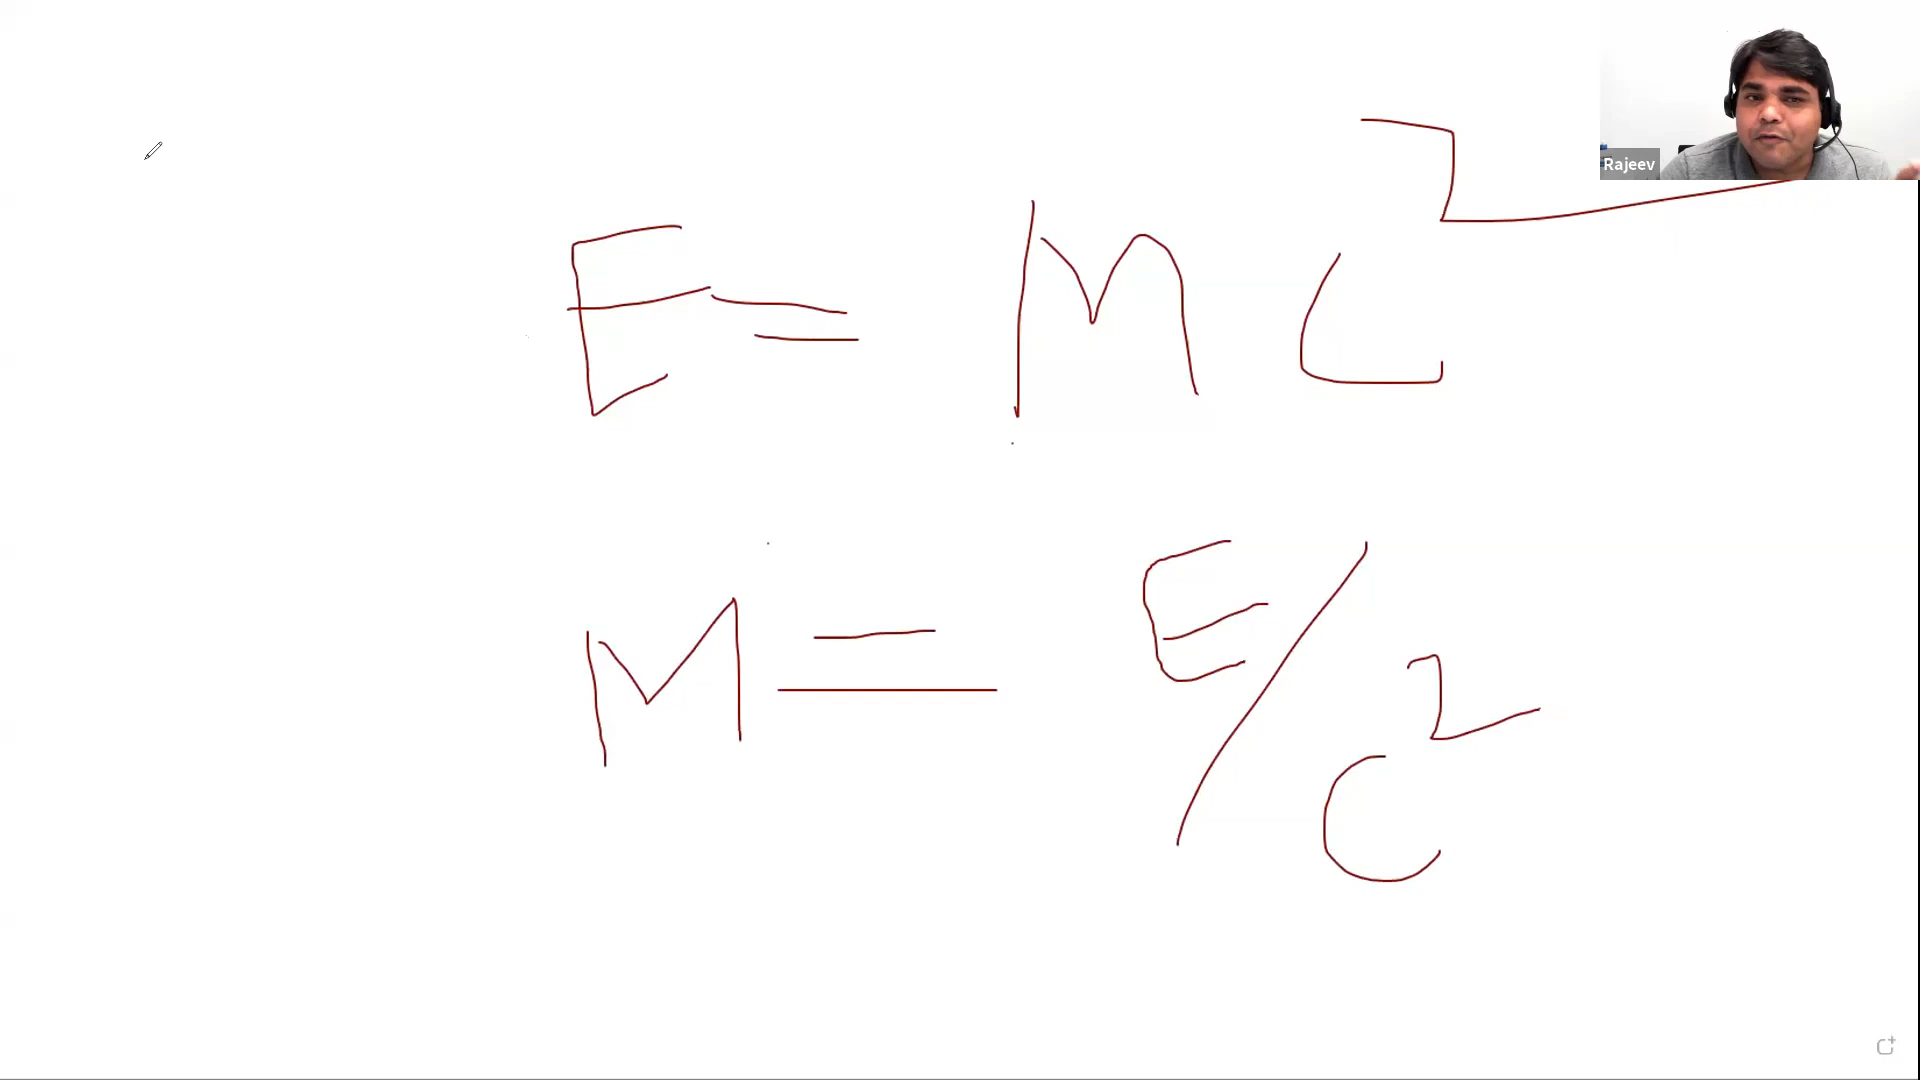 Rajeev
E = MC²
M = E/C²